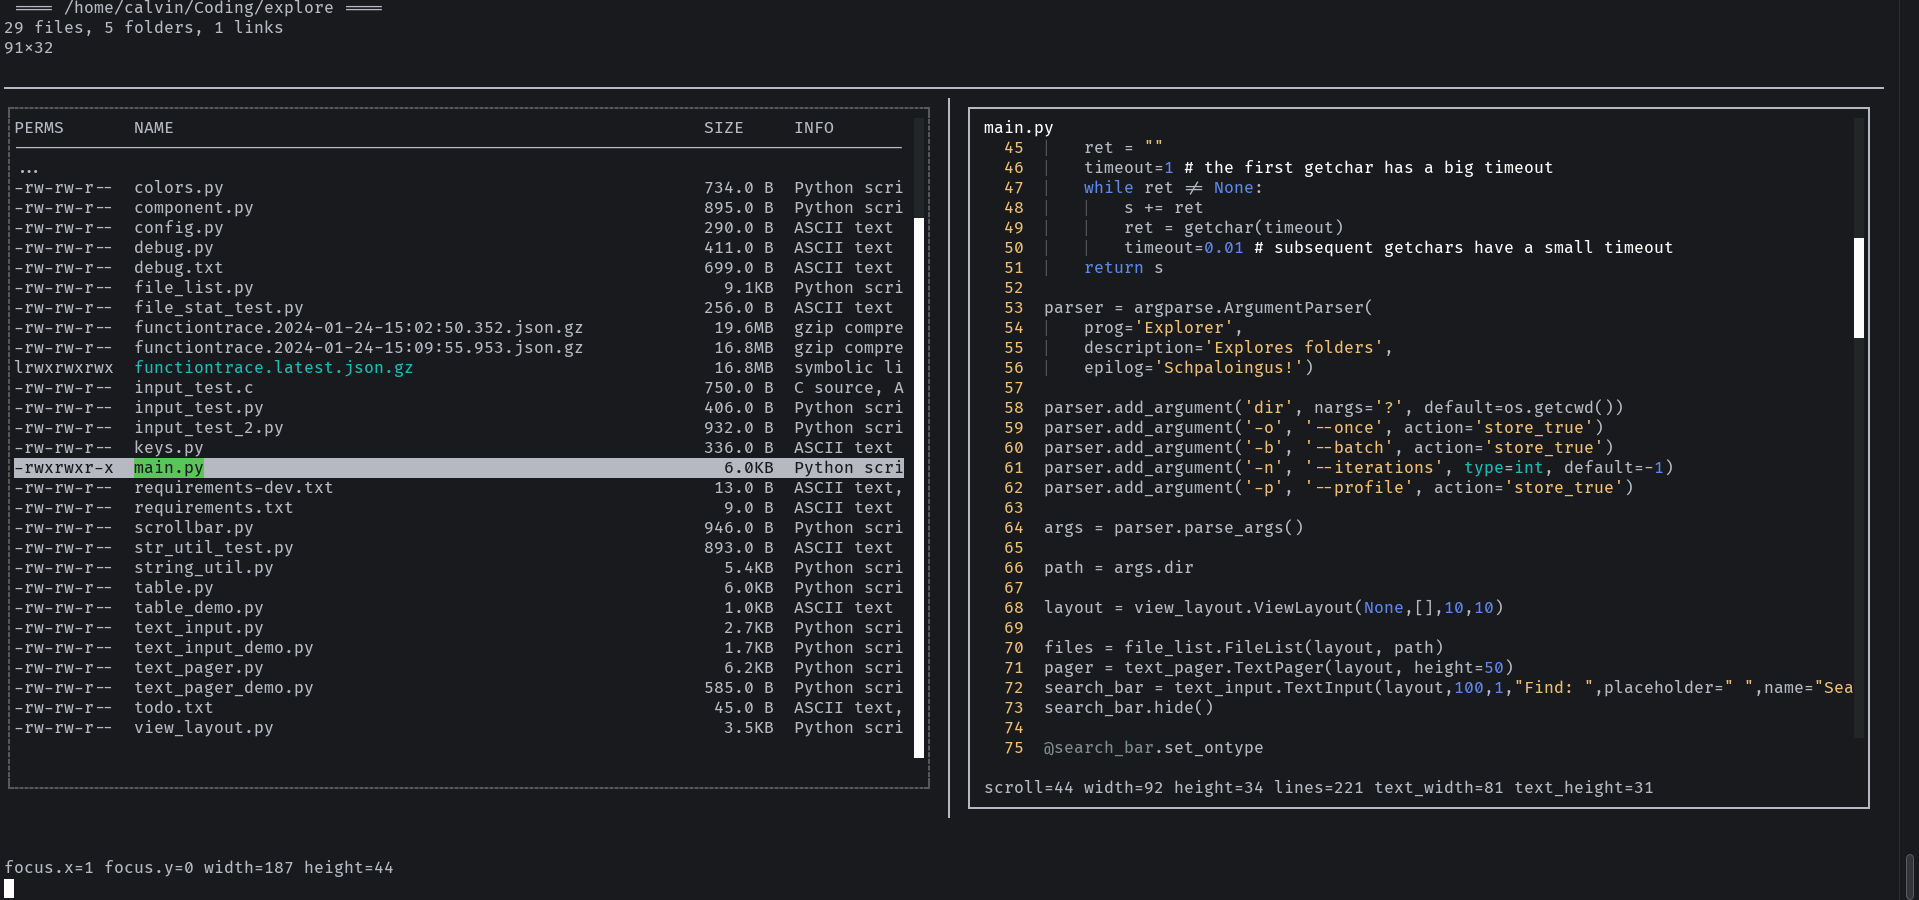 ==== /home/calvin/Coding/explore ====
29 files, 5 folders, 1 links
91×32
PERMS NAME SIZE INFO
...
-rw-rw-r-- colors.py 734.0 B Python scri
-rw-rw-r-- component.py 895.0 B Python scri
-rw-rw-r-- config.py 290.0 B ASCII text
-rw-rw-r-- debug.py 411.0 B ASCII text
-rw-rw-r-- debug.txt 699.0 B ASCII text
-rw-rw-r-- file_list.py 9.1KB Python scri
-rw-rw-r-- file_stat_test.py 256.0 B ASCII text
-rw-rw-r-- functiontrace.2024-01-24-15:02:50.352.json.gz 19.6MB gzip compre
-rw-rw-r-- functiontrace.2024-01-24-15:09:55.953.json.gz 16.8MB gzip compre
lrwxrwxrwx functiontrace.latest.json.gz 16.8MB symbolic li
-rw-rw-r-- input_test.c 750.0 B C source, A
-rw-rw-r-- input_test.py 406.0 B Python scri
-rw-rw-r-- input_test_2.py 932.0 B Python scri
-rw-rw-r-- keys.py 336.0 B ASCII text
-rwxrwxr-x main.py 6.0KB Python scri
-rw-rw-r-- requirements-dev.txt 13.0 B ASCII text,
-rw-rw-r-- requirements.txt 9.0 B ASCII text
-rw-rw-r-- scrollbar.py 946.0 B Python scri
-rw-rw-r-- str_util_test.py 893.0 B ASCII text
-rw-rw-r-- string_util.py 5.4KB Python scri
-rw-rw-r-- table.py 6.0KB Python scri
-rw-rw-r-- table_demo.py 1.0KB ASCII text
-rw-rw-r-- text_input.py 2.7KB Python scri
-rw-rw-r-- text_input_demo.py 1.7KB Python scri
-rw-rw-r-- text_pager.py 6.2KB Python scri
-rw-rw-r-- text_pager_demo.py 585.0 B Python scri
-rw-rw-r-- todo.txt 45.0 B ASCII text,
-rw-rw-r-- view_layout.py 3.5KB Python scri
main.py
45 ret = ""
46 timeout=1 # the first getchar has a big timeout
47 while ret != None:
48 s += ret
49 ret = getchar(timeout)
50 timeout=0.01 # subsequent getchars have a small timeout
51 return s
52
53 parser = argparse.ArgumentParser(
54 prog='Explorer',
55 description='Explores folders',
56 epilog='Schpaloingus!')
57
58 parser.add_argument('dir', nargs='?', default=os.getcwd())
59 parser.add_argument('-o', '--once', action='store_true')
60 parser.add_argument('-b', '--batch', action='store_true')
61 parser.add_argument('-n', '--iterations', type=int, default=-1)
62 parser.add_argument('-p', '--profile', action='store_true')
63
64 args = parser.parse_args()
65
66 path = args.dir
67
68 layout = view_layout.ViewLayout(None,[],10,10)
69
70 files = file_list.FileList(layout, path)
71 pager = text_pager.TextPager(layout, height=50)
72 search_bar = text_input.TextInput(layout,100,1,"Find: ",placeholder=" ",name="Sea
73 search_bar.hide()
74
75 @search_bar.set_ontype
scroll=44 width=92 height=34 lines=221 text_width=81 text_height=31
focus.x=1 focus.y=0 width=187 height=44